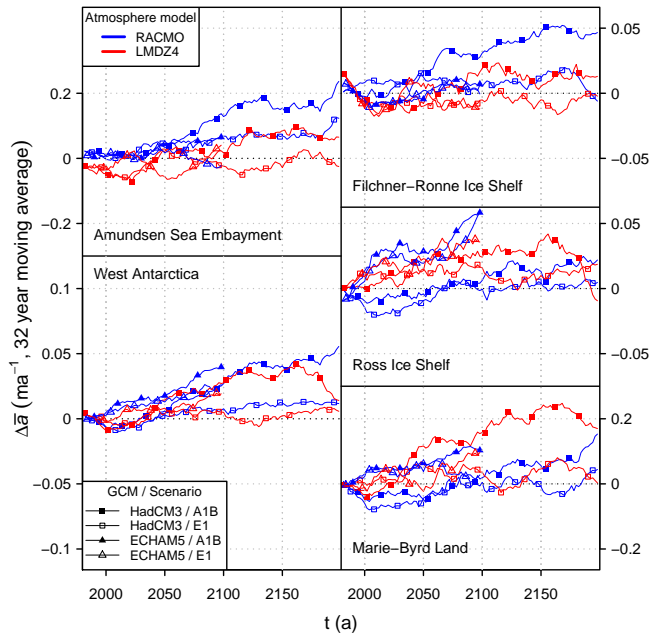 Atmosphere model
RACMO
LMDZ4
0.2
0
-0.2
Amundsen Sea Embayment
0.05
0
-0.05
Filchner−Ronne Ice Shelf
West Antarctica
0.1
0.05
0
−0.05
−0.1
GCM / Scenario
HadCM3 / A1B
HadCM3 / E1
ECHAM5 / A1B
ECHAM5 / E1
0.05
0
-0.05
Ross Ice Shelf
0.2
0
-0.2
Marie−Byrd Land
2000 2050 2100 2150
2000 2050 2100 2150
t (a)
Δa̅ (ma⁻¹, 32 year moving average)